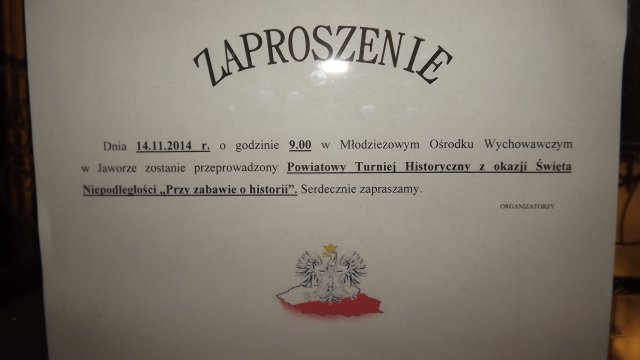 ZAPROSZENIE
Dnia 14.11.2014 r. o godzinie 9.00 w Młodzieżowym Ośrodku Wychowawczym
w Jaworze zostanie przeprowadzony Powiatowy Turniej Historyczny z okazji Święta
Niepodległości „Przy zabawie o historii”. Serdecznie zapraszamy.
ORGANIZATORZY